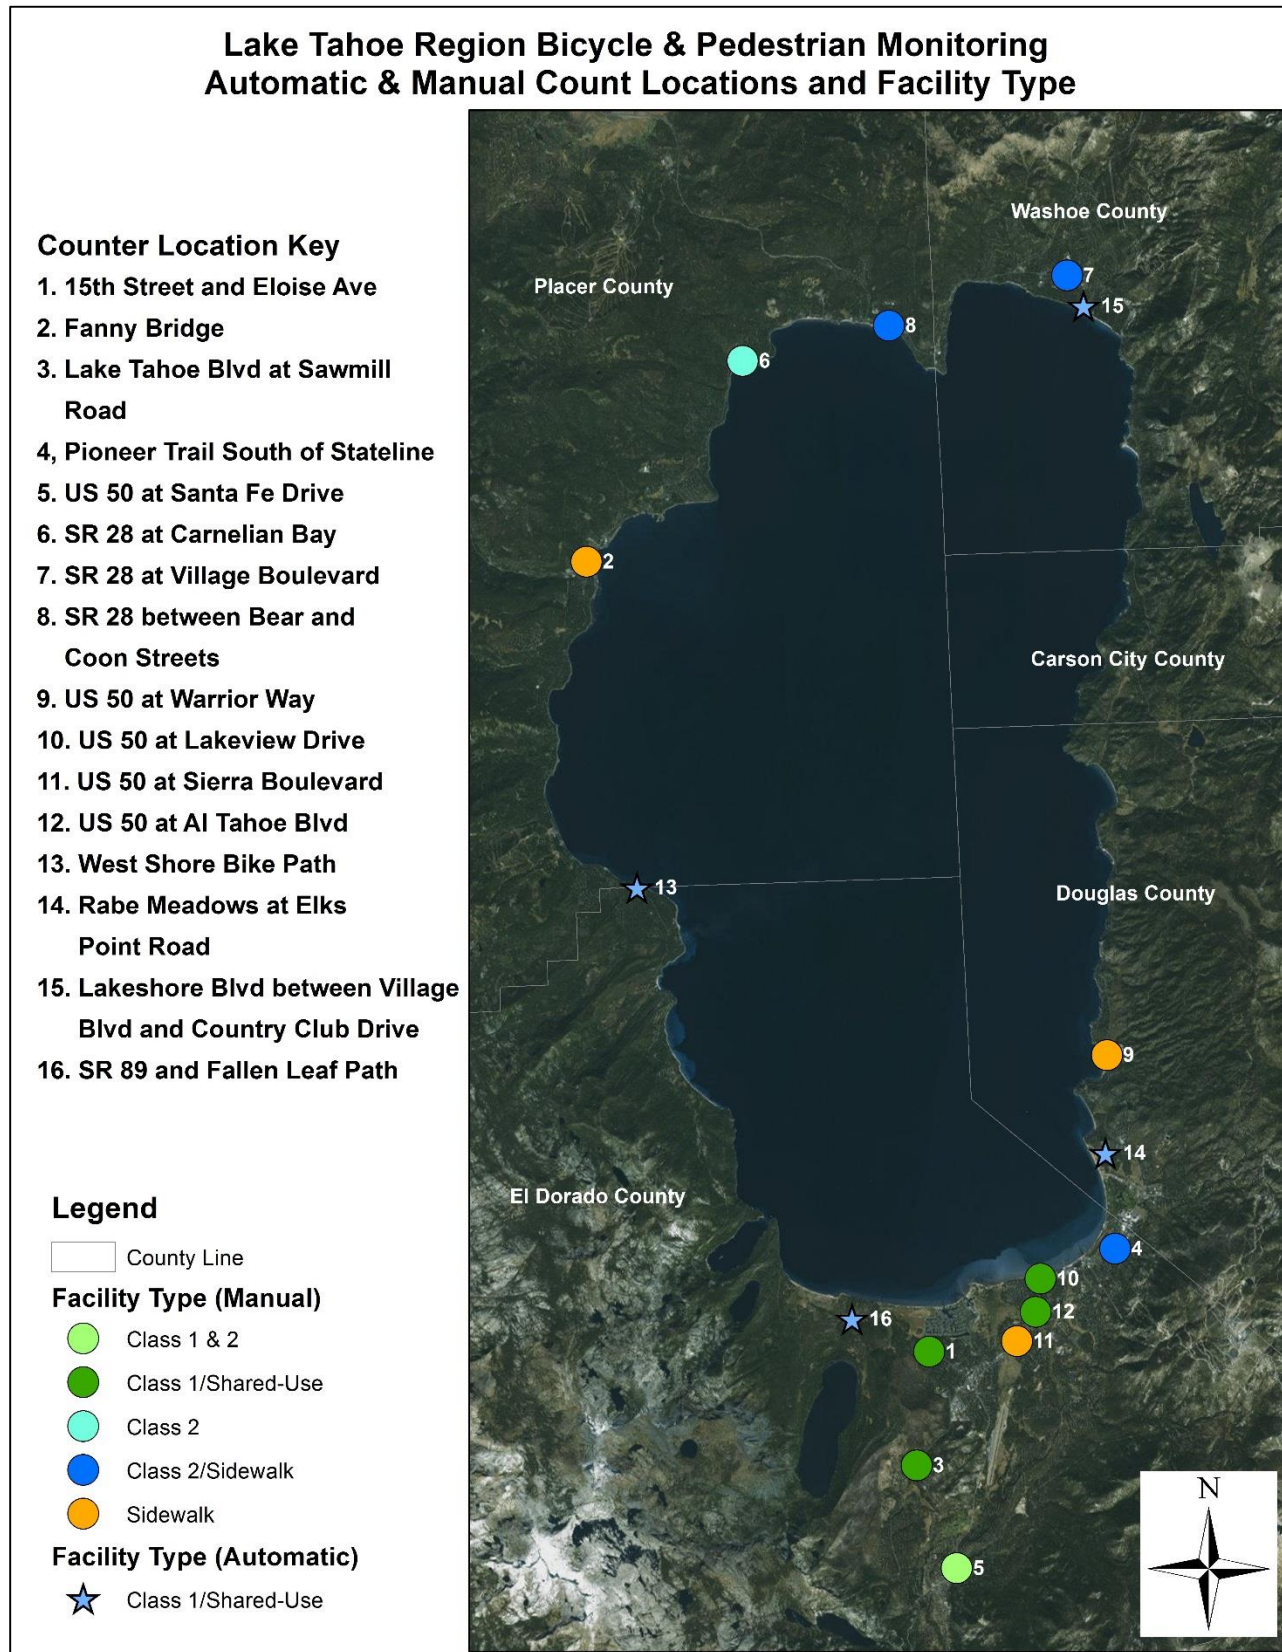 Lake Tahoe Region Bicycle & Pedestrian Monitoring
Automatic & Manual Count Locations and Facility Type
Counter Location Key
1. 15th Street and Eloise Ave
2. Fanny Bridge
3. Lake Tahoe Blvd at Sawmill
Road
4, Pioneer Trail South of Stateline
5. US 50 at Santa Fe Drive
6. SR 28 at Carnelian Bay
7. SR 28 at Village Boulevard
8. SR 28 between Bear and
Coon Streets
9. US 50 at Warrior Way
10. US 50 at Lakeview Drive
11. US 50 at Sierra Boulevard
12. US 50 at Al Tahoe Blvd
13. West Shore Bike Path
14. Rabe Meadows at Elks
Point Road
15. Lakeshore Blvd between Village
Blvd and Country Club Drive
16. SR 89 and Fallen Leaf Path
Legend
County Line
Facility Type (Manual)
Class 1 & 2
Class 1/Shared-Use
Class 2
Class 2/Sidewalk
Sidewalk
Facility Type (Automatic)
Class 1/Shared-Use
Washoe County
Placer County
7
15
8
6
2
Carson City County
13
Douglas County
9
14
El Dorado County
4
10
12
16
11
1
3
5
N